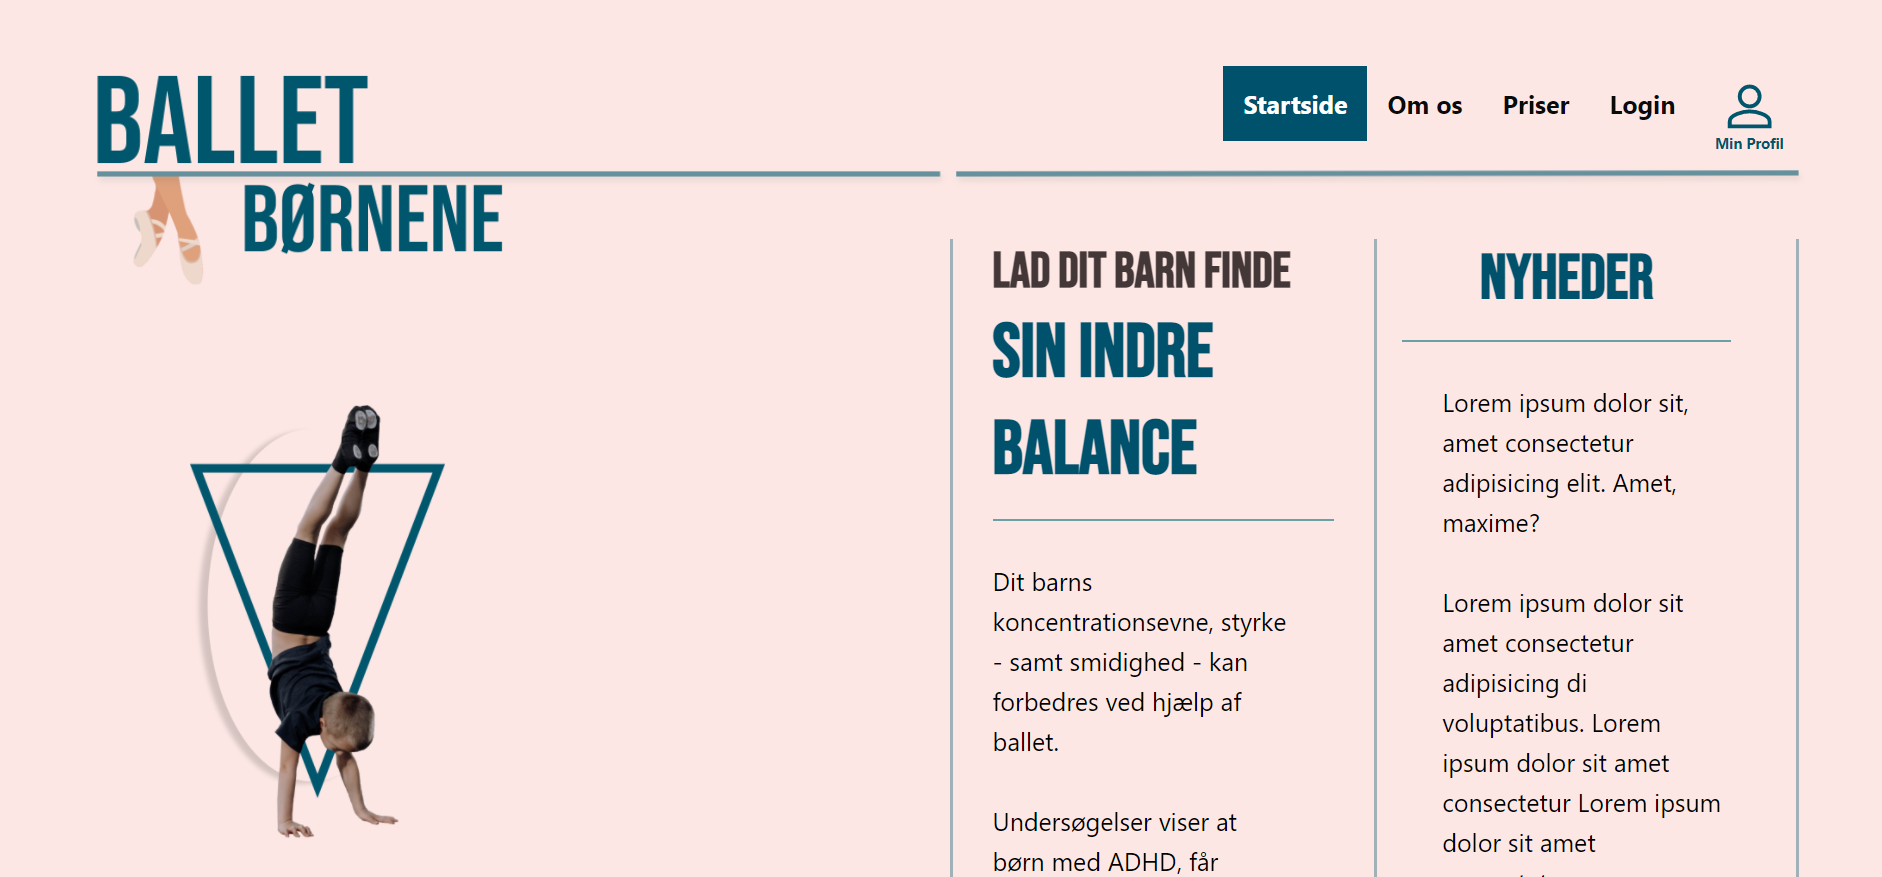 BALLET
BØRNENE
Startside
Om os
Priser
Login
Min Profil
LAD DIT BARN FINDE
SIN INDRE
BALANCE
Dit barns
koncentrationsevne, styrke
- samt smidighed - kan
forbedres ved hjælp af
ballet.
Undersøgelser viser at
børn med ADHD, får
NYHEDER
Lorem ipsum dolor sit,
amet consectetur
adipisicing elit. Amet,
maxime?
Lorem ipsum dolor sit
amet consectetur
adipisicing di
voluptatibus. Lorem
ipsum dolor sit amet
consectetur Lorem ipsum
dolor sit amet